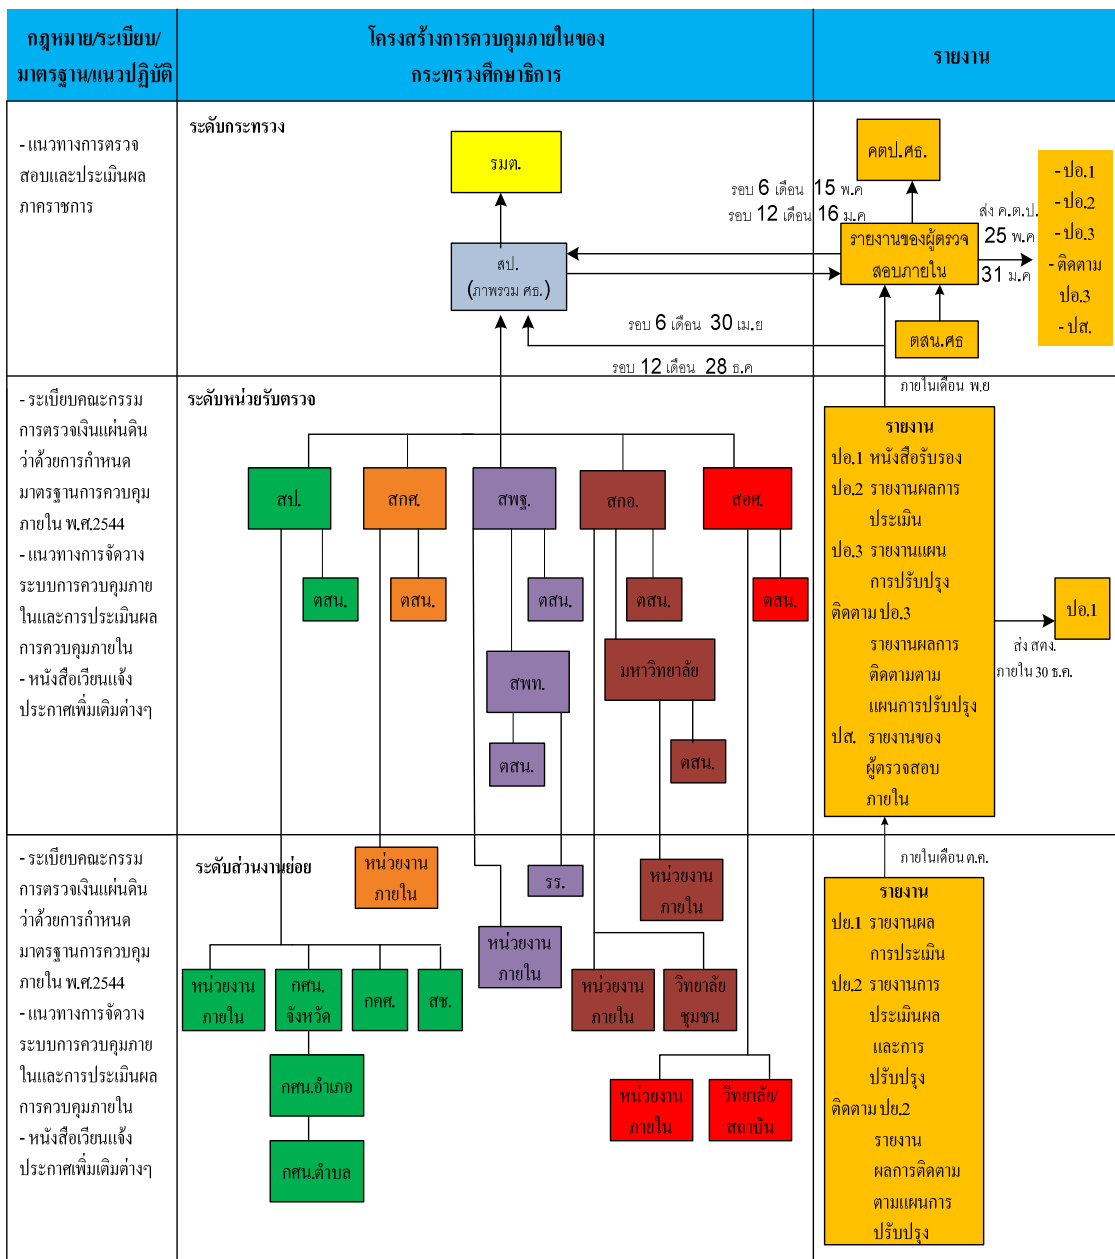 กฎหมาย/ระเบียบ/
มาตรฐาน/แนวปฏิบัติ
โครงสร้างการควบคุมภายในของ
กระทรวงศึกษาธิการ
รายงาน
- แนวทางการตรวจ
สอบและประเมินผล
ภาคราชการ
ระดับกระทรวง
รมต.
สป.
(ภาพรวม ศธ.)
รอบ 6 เดือน 15 พ.ค
รอบ 12 เดือน 16 ม.ค
รอบ 6 เดือน 30 เม.ย
รอบ 12 เดือน 28 ธ.ค
คตป.ศธ.
รายงานของผู้ตรวจ
สอบภายใน
ตสน.ศธ
ส่ง ค.ต.ป.
25 พ.ค
31 ม.ค
- ปอ.1
- ปอ.2
- ปอ.3
- ติดตาม
ปอ.3
- ปส.
ภายในเดือน พ.ย
- ระเบียบคณะกรรม
การตรวจเงินแผ่นดิน
ว่าด้วยการกำหนด
มาตรฐานการควบคุม
ภายใน พ.ศ.2544
- แนวทางการจัดวาง
ระบบการควบคุมภาย
ในและการประเมินผล
การควบคุมภายใน
- หนังสือเวียนแจ้ง
ประกาศเพิ่มเติมต่างๆ
ระดับหน่วยรับตรวจ
สป.
สกศ.
สพฐ.
สกอ.
สอศ.
ตสน.
ตสน.
ตสน.
ตสน.
ตสน.
สพท.
มหาวิทยาลัย
ตสน.
ตสน.
รายงาน
ปอ.1 หนังสือรับรอง
ปอ.2 รายงานผลการ
ประเมิน
ปอ.3 รายงานแผน
การปรับปรุง
ติดตาม ปอ.3
รายงานผลการ
ติดตามตาม
แผนการปรับปรุง
ปส. รายงานของ
ผู้ตรวจสอบ
ภายใน
ส่ง สตง.
ภายใน 30 ธ.ค.
ปอ.1
ภายในเดือน ต.ค.
- ระเบียบคณะกรรม
การตรวจเงินแผ่นดิน
ว่าด้วยการกำหนด
มาตรฐานการควบคุม
ภายใน พ.ศ.2544
- แนวทางการจัดวาง
ระบบการควบคุมภาย
ในและการประเมินผล
การควบคุมภายใน
-หนังสือเวียนแจ้ง
ประกาศเพิ่มเติมต่างๆ
ระดับส่วนงานย่อย
หน่วยงาน
ภายใน
รร.
หน่วยงาน
ภายใน
หน่วยงาน
ภายใน
หน่วยงาน
ภายใน
กศน.
จังหวัด
กคศ.
สช.
หน่วยงาน
ภายใน
วิทยาลัย
ชุมชน
กศน.อำเภอ
กศน.ตำบล
หน่วยงาน
ภายใน
วิทยาลัย/
สถาบัน
รายงาน
ปย.1 รายงานผล
การประเมิน
ปย.2 รายงานการ
ประเมินผล
และการ
ปรับปรุง
ติดตาม ปย.2
รายงาน
ผลการติดตาม
ตามแผนการ
ปรับปรุง